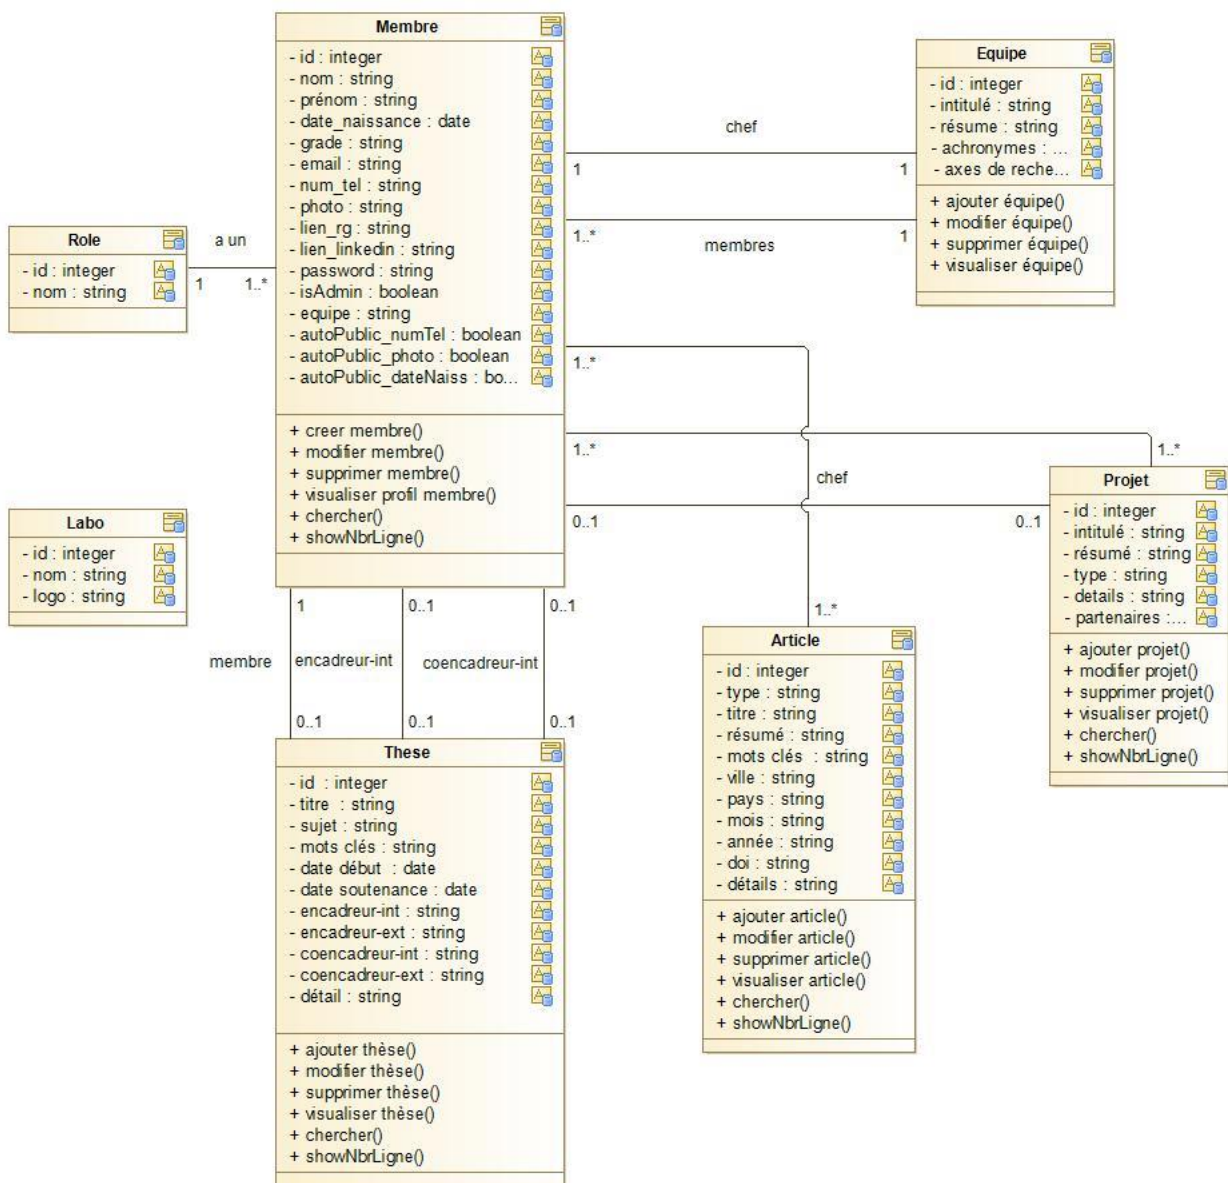 Membre
- id : integer
- nom : string
- prénom : string
- date_naissance : date
- grade : string
- email : string
- num_tel : string
- photo : string
- lien_rg : string
- lien_linkedin : string
- password : string
- isAdmin : boolean
- equipe : string
- autoPublic_numTel : boolean
- autoPublic_photo : boolean
- autoPublic_dateNaiss : bo...
+ creer membre()
+ modifier membre()
+ supprimer membre()
+ visualiser profil membre()
+ chercher()
+ showNbrLigne()
Equipe
- id : integer
- intitulé : string
- résume : string
- achronymes : ...
- axes de reche...
+ ajouter équipe()
+ modifier équipe()
+ supprimer équipe()
+ visualiser équipe()
chef
1
1
1..*
1
membres
Role
- id : integer
- nom : string
a un
1
1..*
1..*
1..*
1..*
chef
0..1
0..1
Labo
- id : integer
- nom : string
- logo : string
Projet
- id : integer
- intitulé : string
- résumé : string
- type : string
- details : string
- partenaires :...
+ ajouter projet()
+ modifier projet()
+ supprimer projet()
+ visualiser projet()
+ chercher()
+ showNbrLigne()
1
0..1
0..1
membre
encadreur-int
coencadreur-int
0..1
0..1
0..1
1..*
Article
- id : integer
- type : string
- titre : string
- résumé : string
- mots clés : string
- ville : string
- pays : string
- mois : string
- année : string
- doi : string
- détails : string
+ ajouter article()
+ modifier article()
+ supprimer article()
+ visualiser article()
+ chercher()
+ showNbrLigne()
These
- id : integer
- titre : string
- sujet : string
- mots clés : string
- date début : date
- date soutenance : date
- encadreur-int : string
- encadreur-ext : string
- coencadreur-int : string
- coencadreur-ext : string
- détail : string
+ ajouter thèse()
+ modifier thèse()
+ supprimer thèse()
+ visualiser thèse()
+ chercher()
+ showNbrLigne()